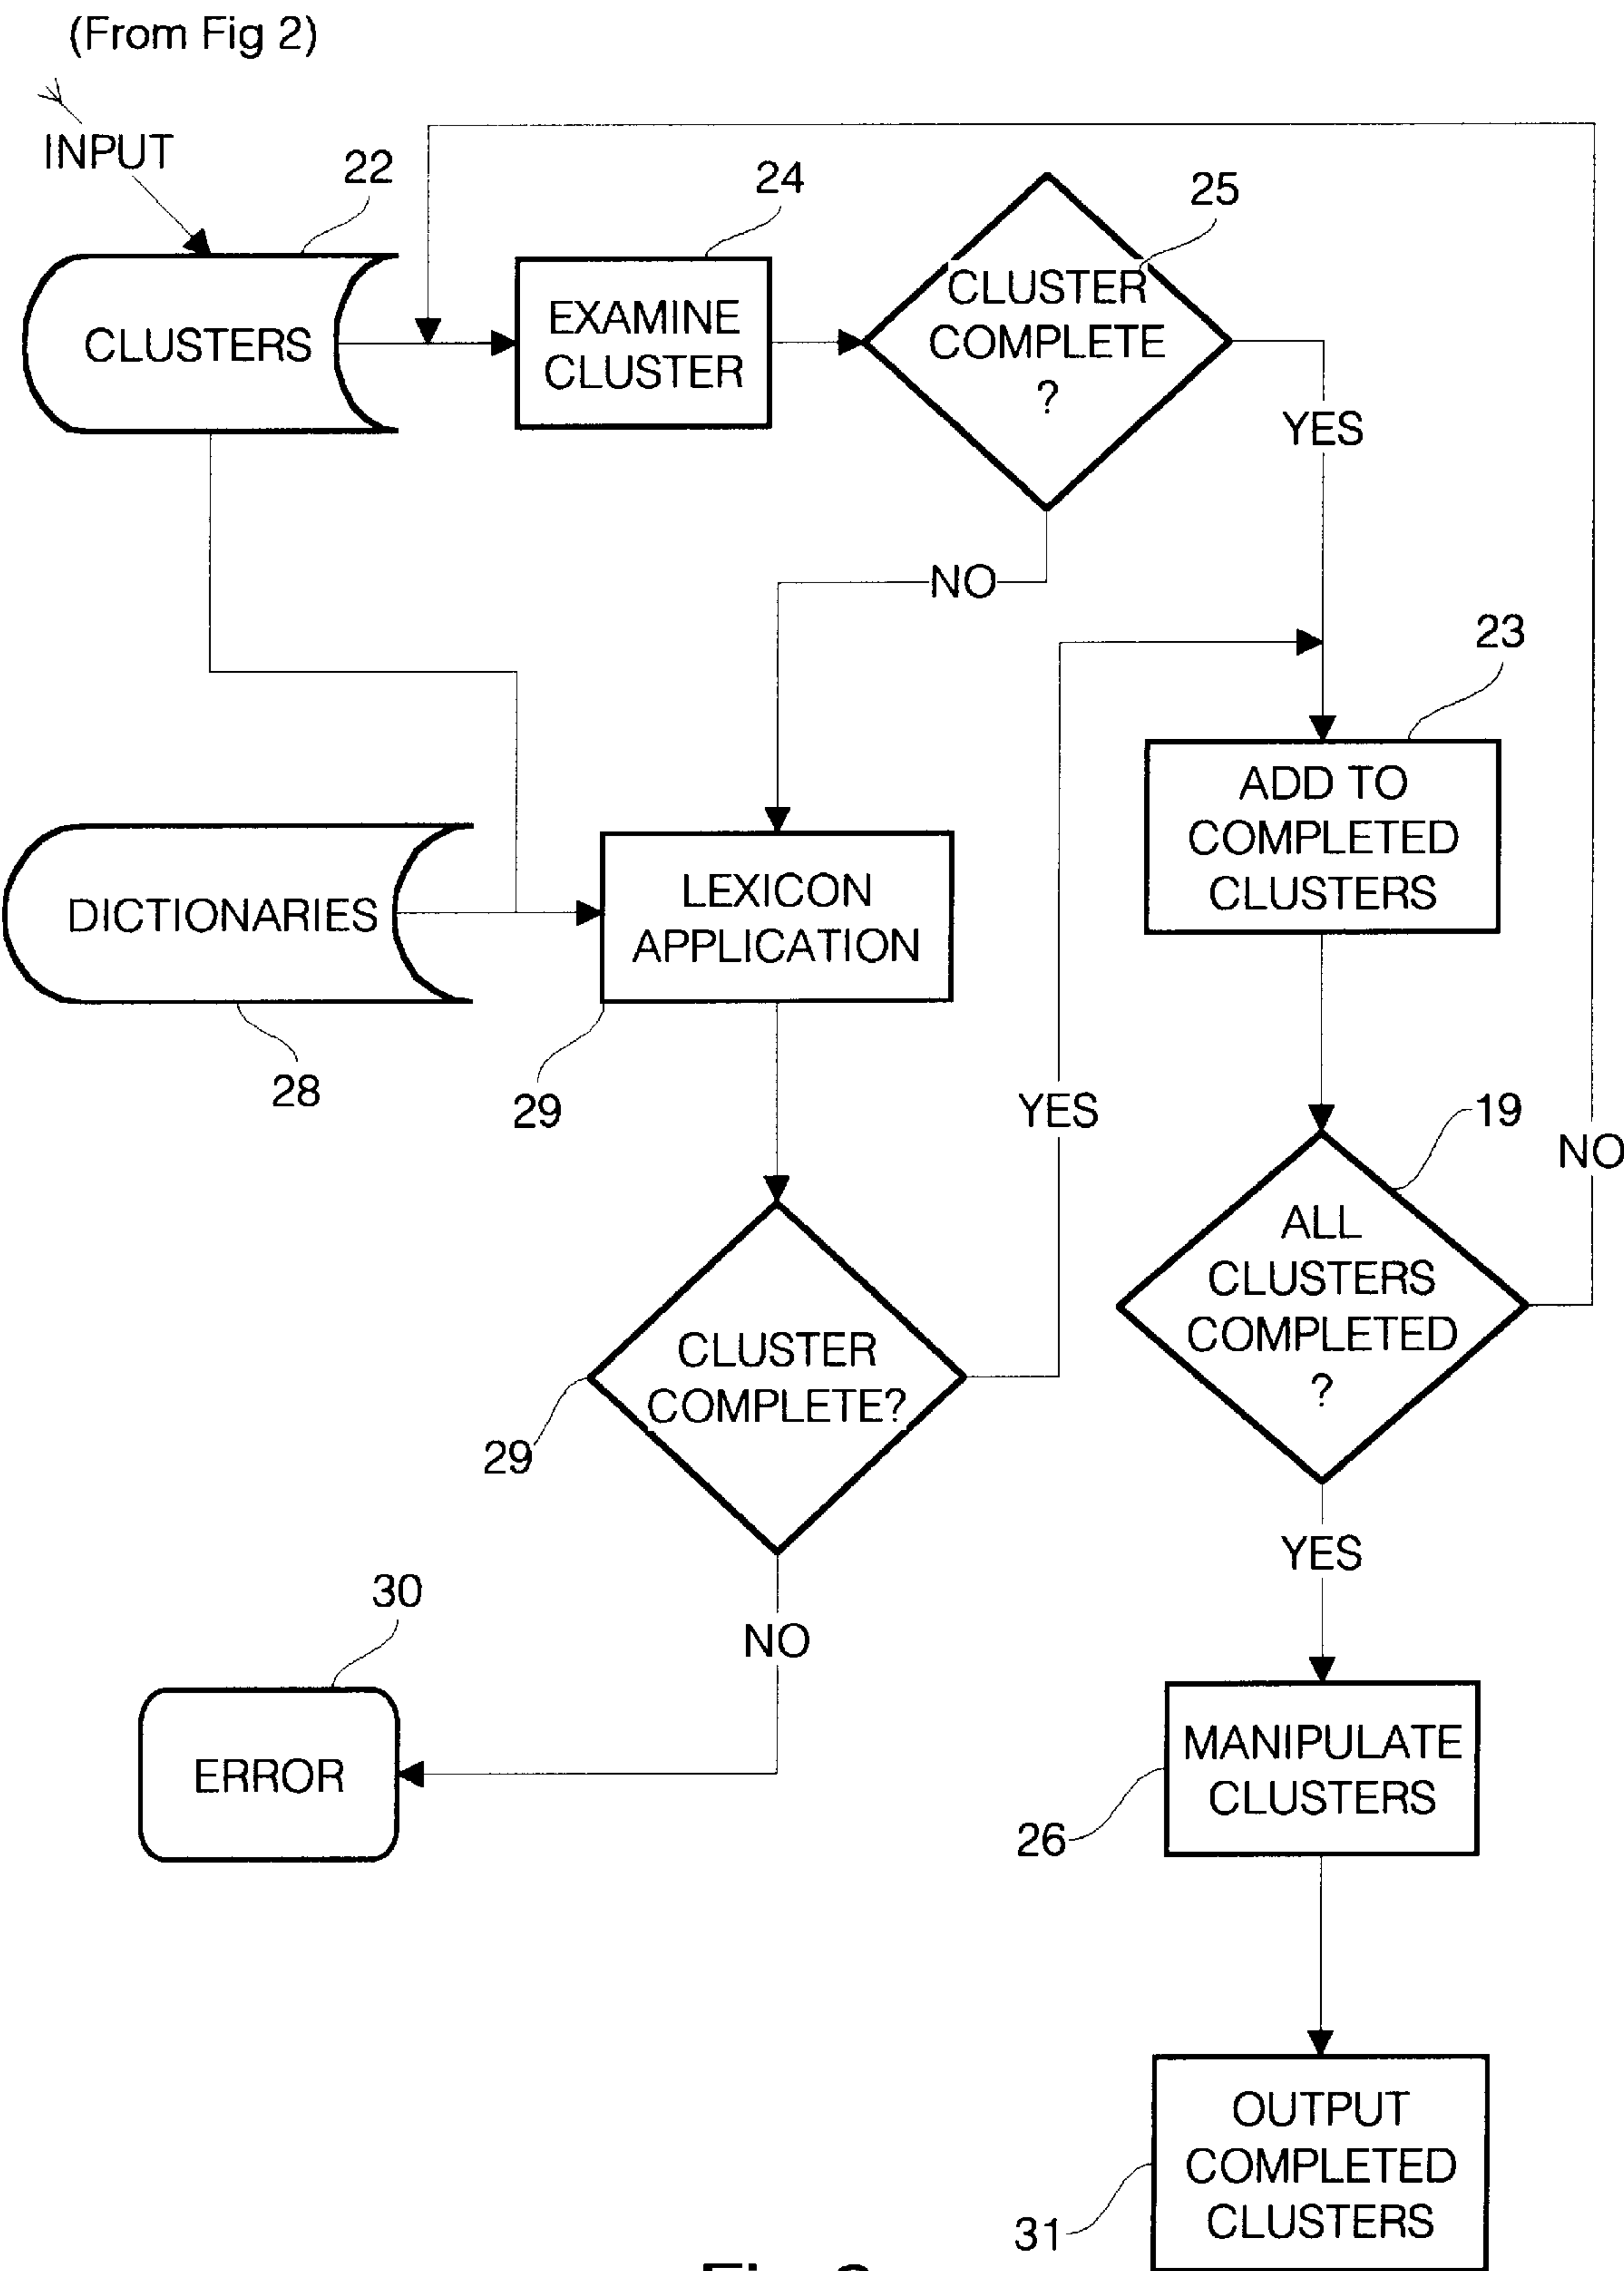 (From Fig 2)
INPUT
22
24
25
CLUSTERS
EXAMINE
CLUSTER
CLUSTER
COMPLETE
?
YES
NO
23
ADD TO
COMPLETED
CLUSTERS
DICTIONARIES
LEXICON
APPLICATION
28
29
YES
19
NO
ALL
CLUSTERS
COMPLETED
?
CLUSTER
COMPLETE?
29
YES
NO
30
ERROR
MANIPULATE
CLUSTERS
26
OUTPUT
COMPLETED
CLUSTERS
31